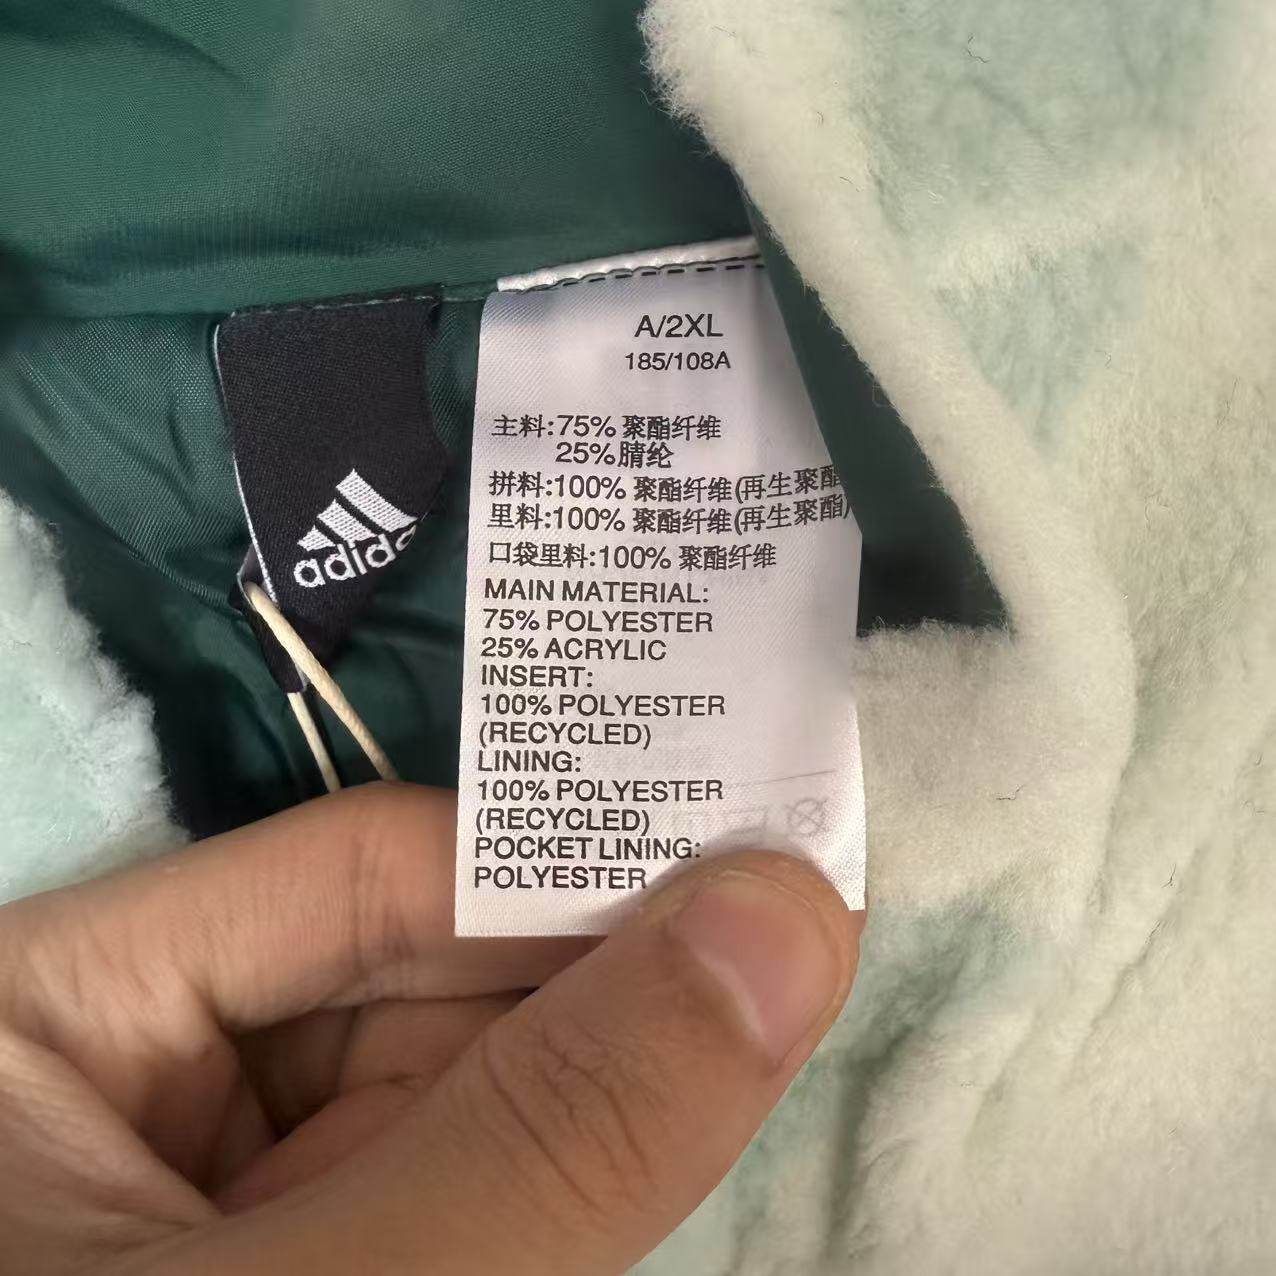 A/2XL
185/108A
主料:75% 聚酯纤维
25%腈纶
拼料:100% 聚酯纤维(再生聚酯
里料:100% 聚酯纤维(再生聚酯)
口袋里料:100% 聚酯纤维
MAIN MATERIAL:
75% POLYESTER
25% ACRYLIC
INSERT:
100% POLYESTER
(RECYCLED)
LINING:
100% POLYESTER
(RECYCLED)
POCKET LINING:
POLYESTER
adidas